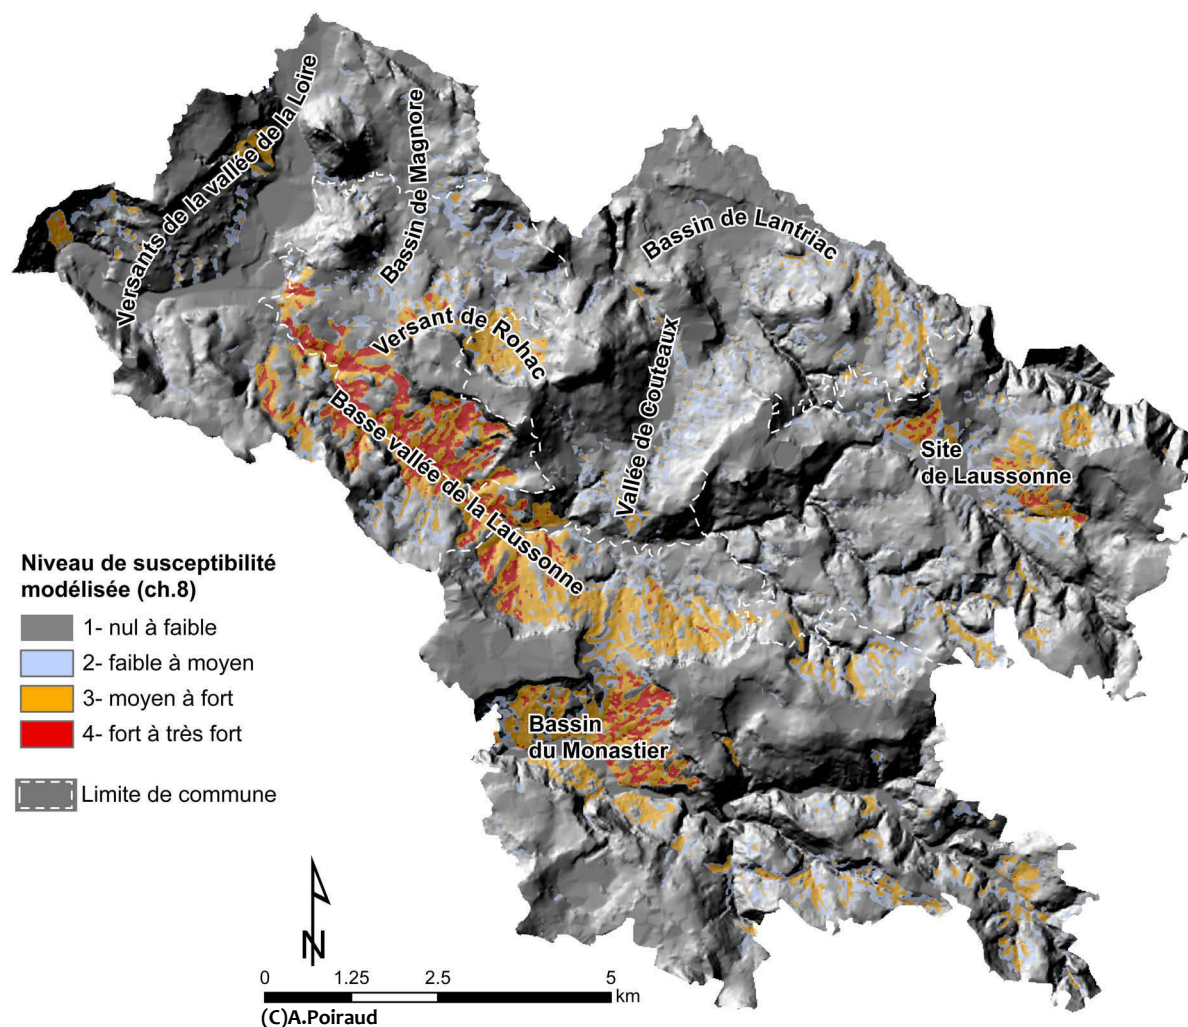 Versants de la vallée de la Loire
Bassin de Magnore
Bassin de Lantriac
Versant de Rohac
Vallée de Couteaux
Basse vallée de la Laussonne
Site
de Laussonne
Bassin
du Monastier
Niveau de susceptibilité
modélisée (ch.8)
1- nul à faible
2- faible à moyen
3- moyen à fort
4- fort à très fort
Limite de commune
N
0 1.25 2.5 5
km
(C)A.Poiraud